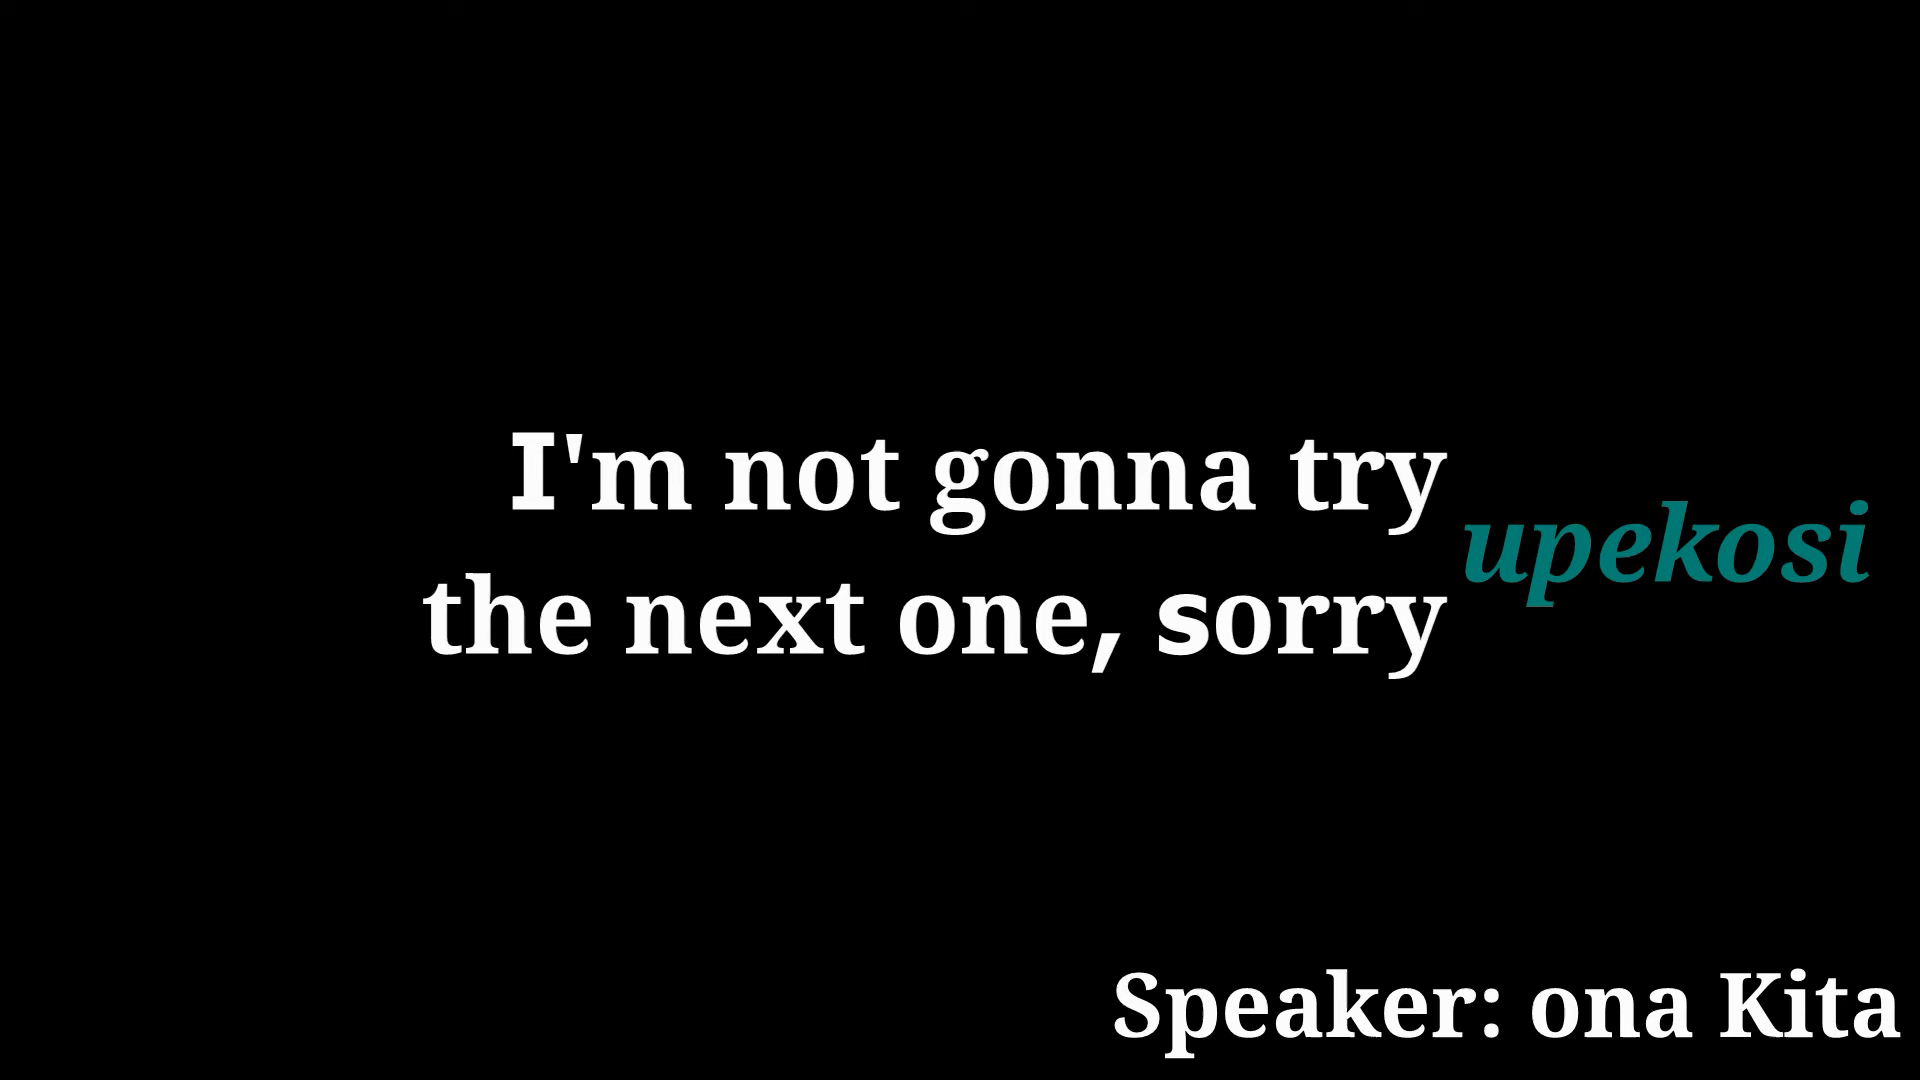 I'm not gonna try
the next one, sorry
upekosi
Speaker: ona Kita